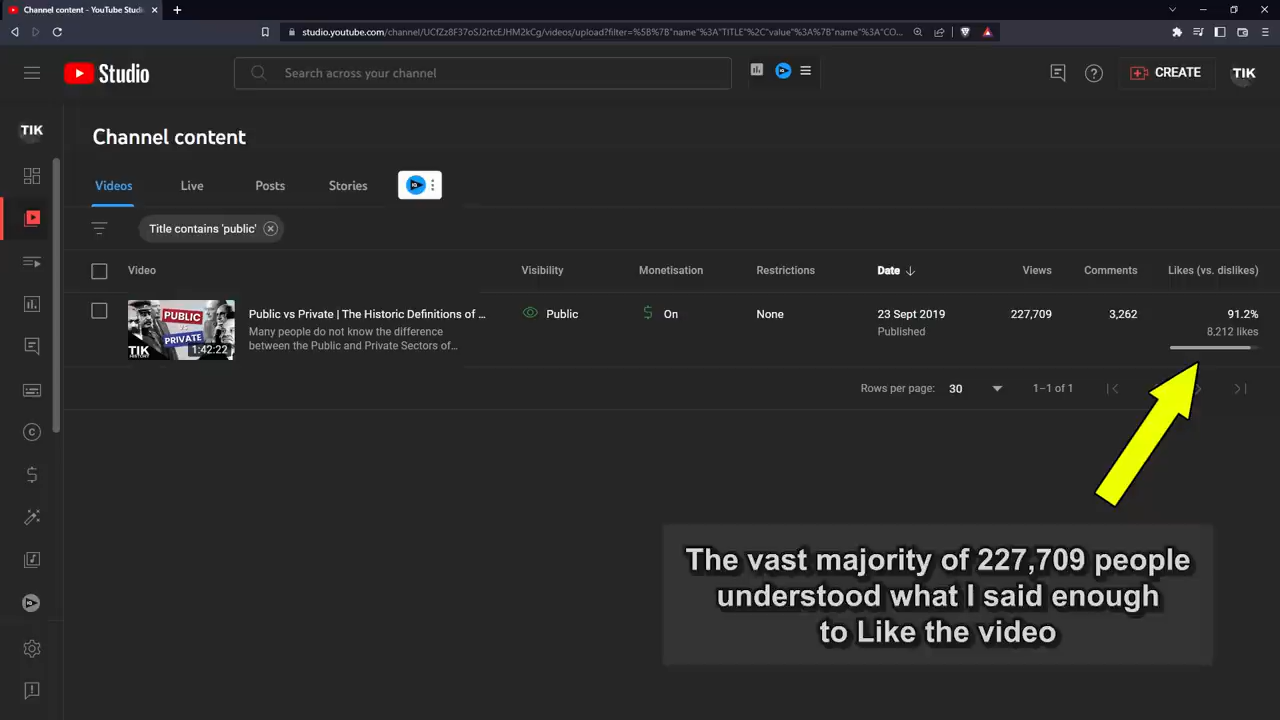 Channel content - YouTube Studio
studio.youtube.com/channel/UCfZz8F37oSJ2rtcEJHM2kCg/videos/upload?filter=%5B%7B"name"%3A"TITLE"%2C"value"%3A%7B"name"%3A"CO...
Studio
Search across your channel
CREATE
TIK
TIK
Channel content
Videos
Live
Posts
Stories
Title contains 'public'
Video
Visibility
Monetisation
Restrictions
Date
Views
Comments
Likes (vs. dislikes)
PUBLIC
VS
PRIVATE
TIK
HISTORY
1:42:22
Public vs Private | The Historic Definitions of ...
Many people do not know the difference
between the Public and Private Sectors of...
Public
On
None
23 Sept 2019
Published
227,709
3,262
91.2%
8,212 likes
Rows per page:
30
1–1 of 1
The vast majority of 227,709 people
understood what I said enough
to Like the video